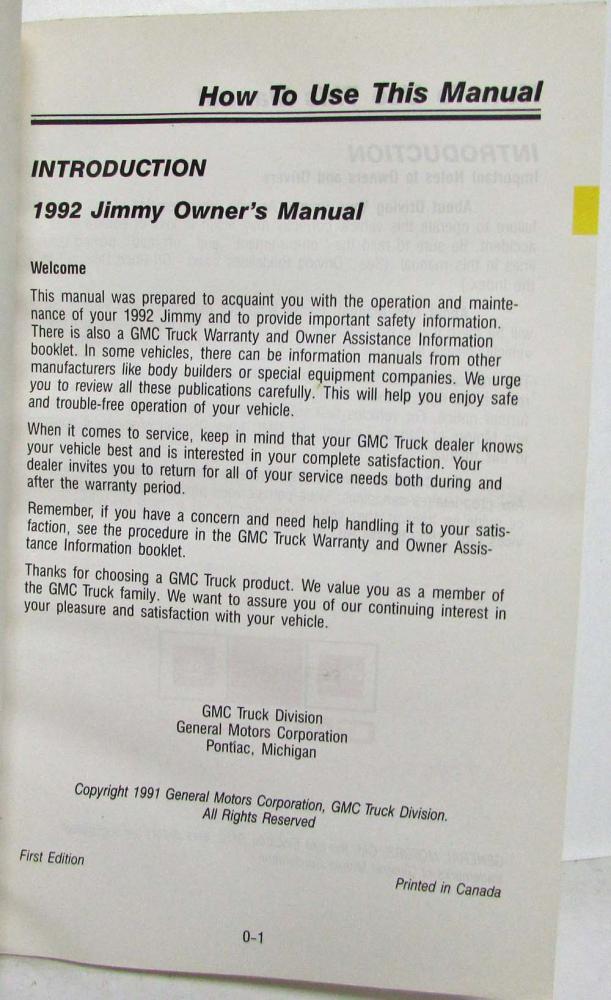 How To Use This Manual
INTRODUCTION
1992 Jimmy Owner's Manual
Welcome
This manual was prepared to acquaint you with the operation and mainte-
nance of your 1992 Jimmy and to provide important safety information.
There is also a GMC Truck Warranty and Owner Assistance Information
booklet. In some vehicles, there can be information manuals from other
manufacturers like body builders or special equipment companies. We urge
you to review all these publications carefully. This will help you enjoy safe
and trouble-free operation of your vehicle.
When it comes to service, keep in mind that your GMC Truck dealer knows
your vehicle best and is interested in your complete satisfaction. Your
dealer invites you to return for all of your service needs both during and
after the warranty period.
Remember, if you have a concern and need help handling it to your satis-
faction, see the procedure in the GMC Truck Warranty and Owner Assis-
tance Information booklet.
Thanks for choosing a GMC Truck product. We value you as a member of
the GMC Truck family. We want to assure you of our continuing interest in
your pleasure and satisfaction with your vehicle.
GMC Truck Division
General Motors Corporation
Pontiac, Michigan
Copyright 1991 General Motors Corporation, GMC Truck Division.
All Rights Reserved
First Edition
Printed in Canada
0-1